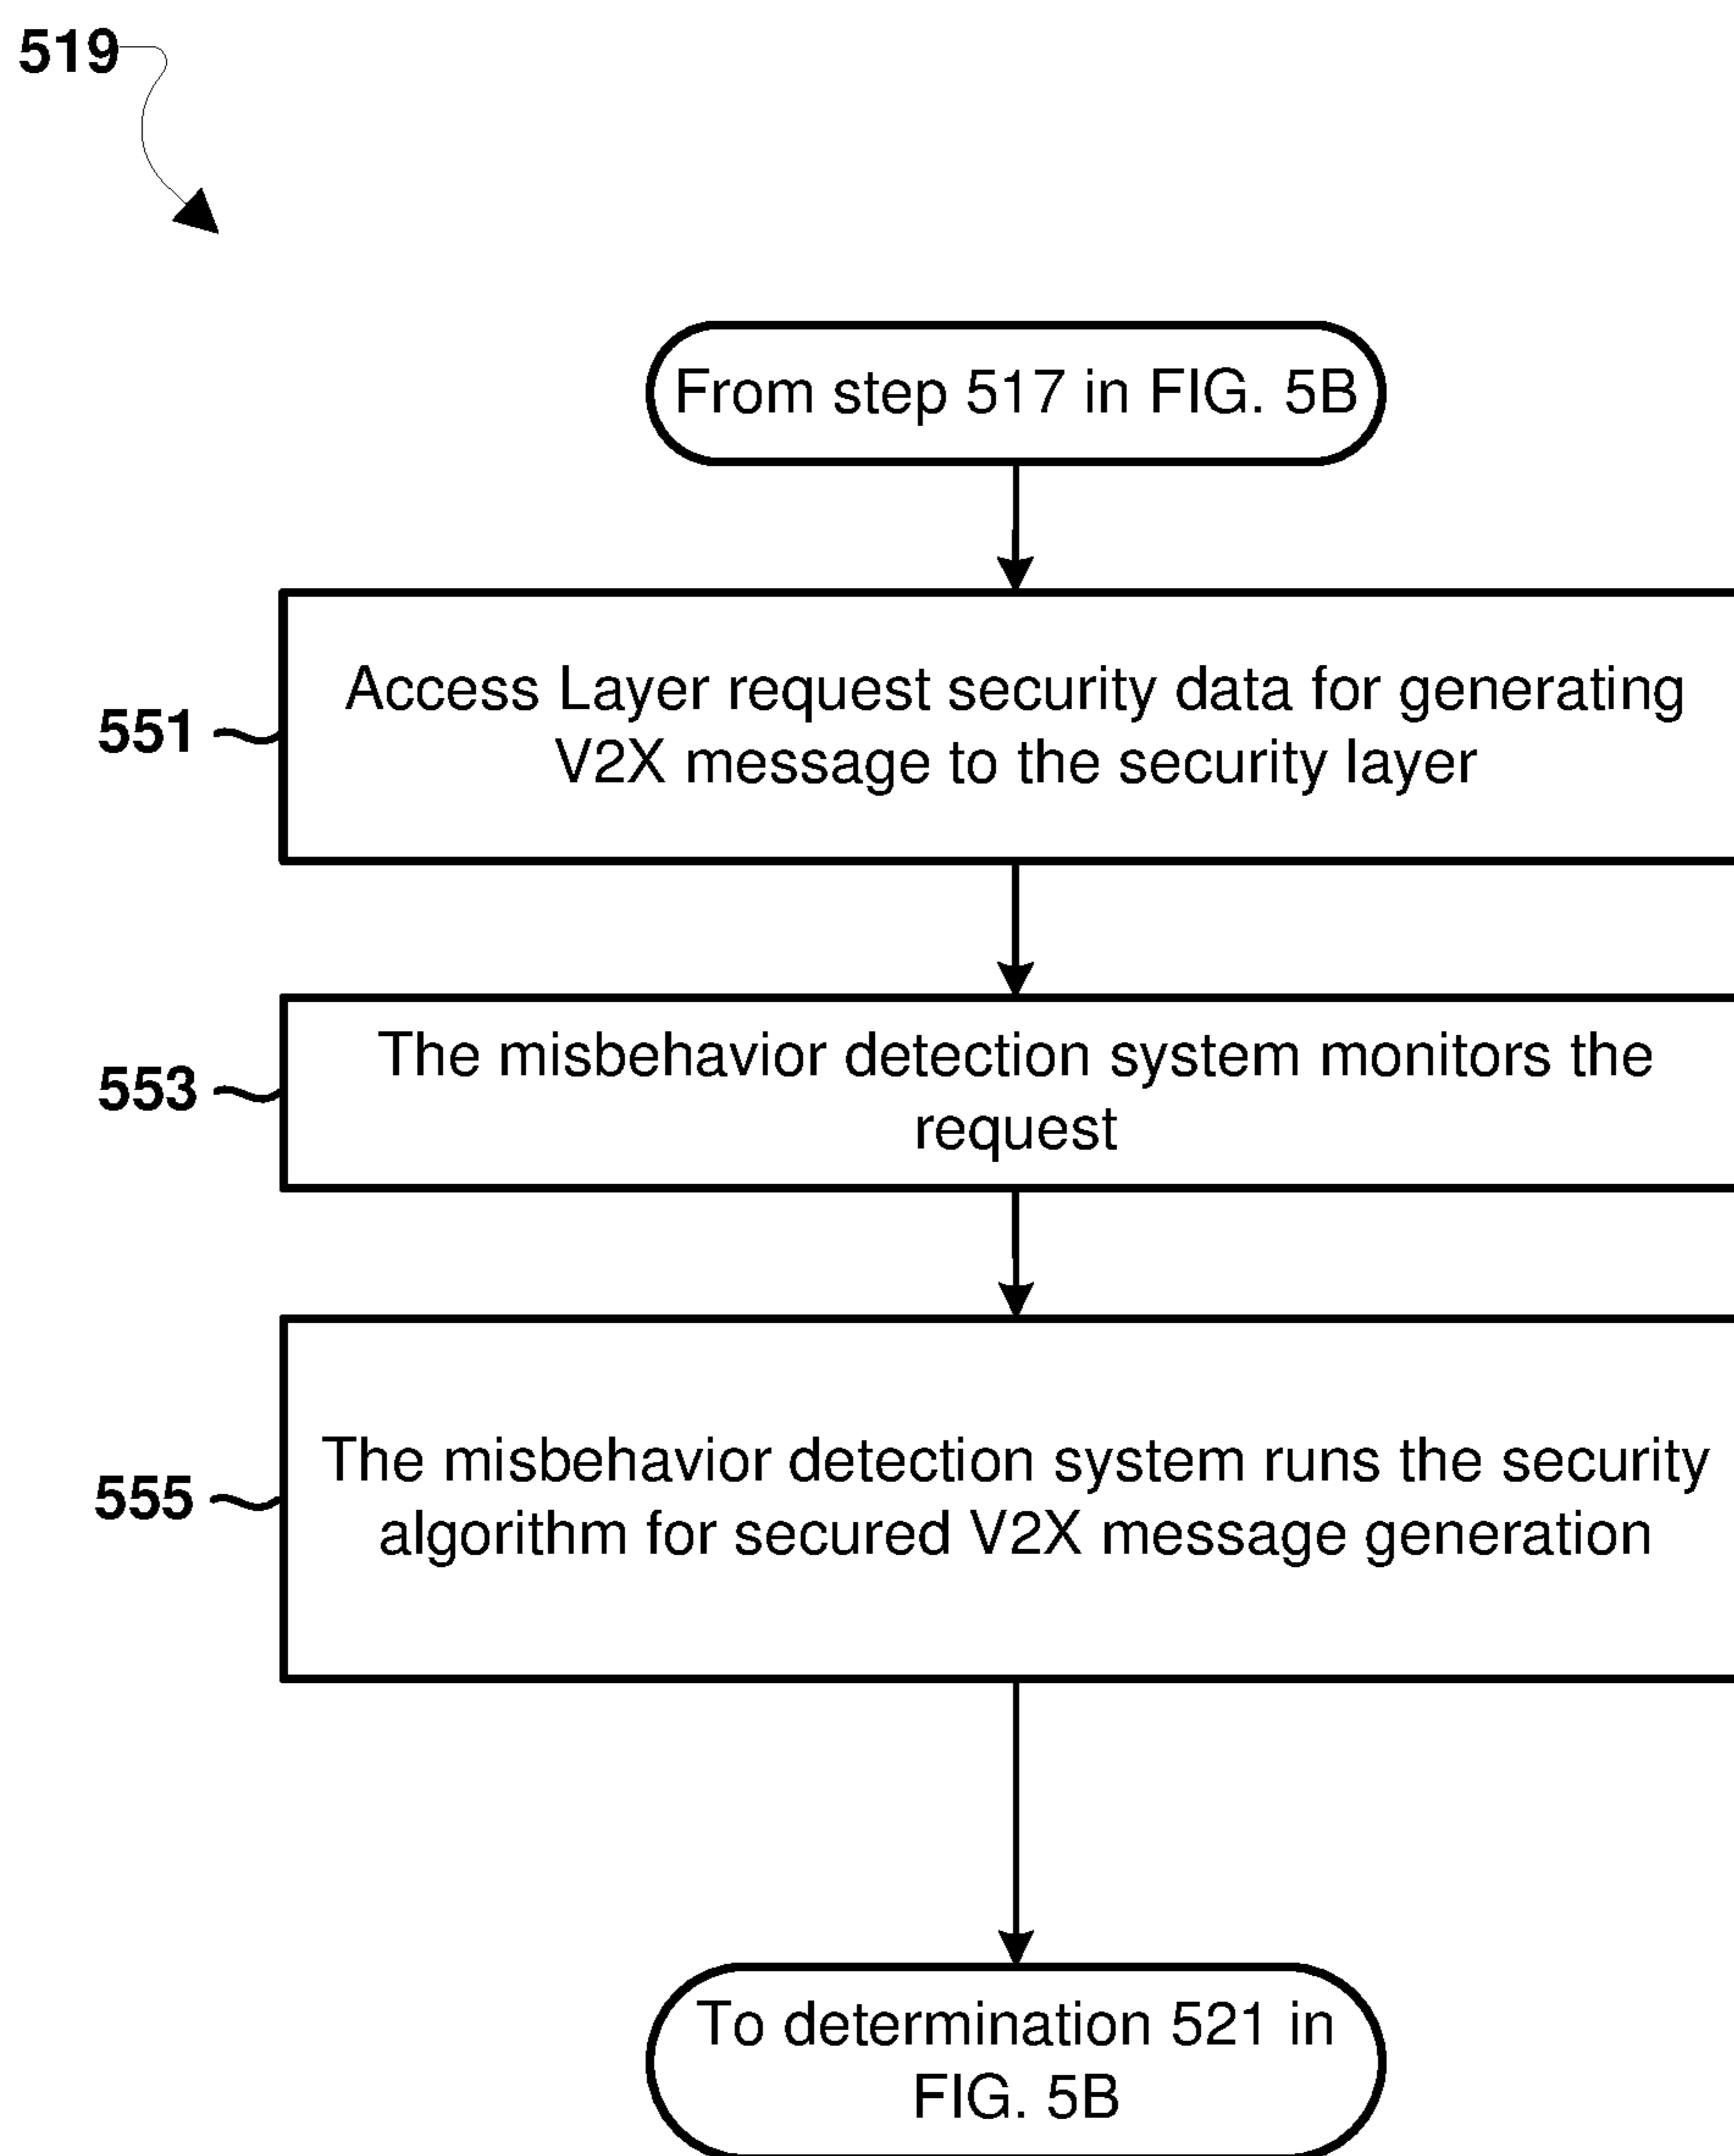 519
From step 517 in FIG. 5B
551
Access Layer request security data for generating
V2X message to the security layer
553
The misbehavior detection system monitors the
request
555
The misbehavior detection system runs the security
algorithm for secured V2X message generation
To determination 521 in
FIG. 5B